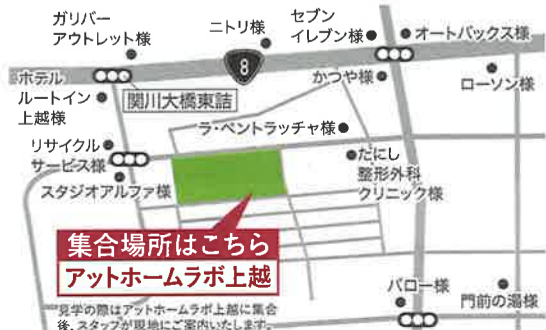 ガリバー
アウトレット様
ニトリ様
セブン
イレブン様
オートバックス様
8
ホテル
ルートイン
上越様
関川大橋東詰
かつや様
ローソン様
ラ・ペントラッチャ様
リサイクル
サービス様
スタジオアルファ様
たにし
整形外科
クリニック様
集合場所はこちら
アットホームラボ上越
バロー様
門前の湯様
見学の際はアットホームラボ上越に集合
後、スタッフが現地にご案内いたします。